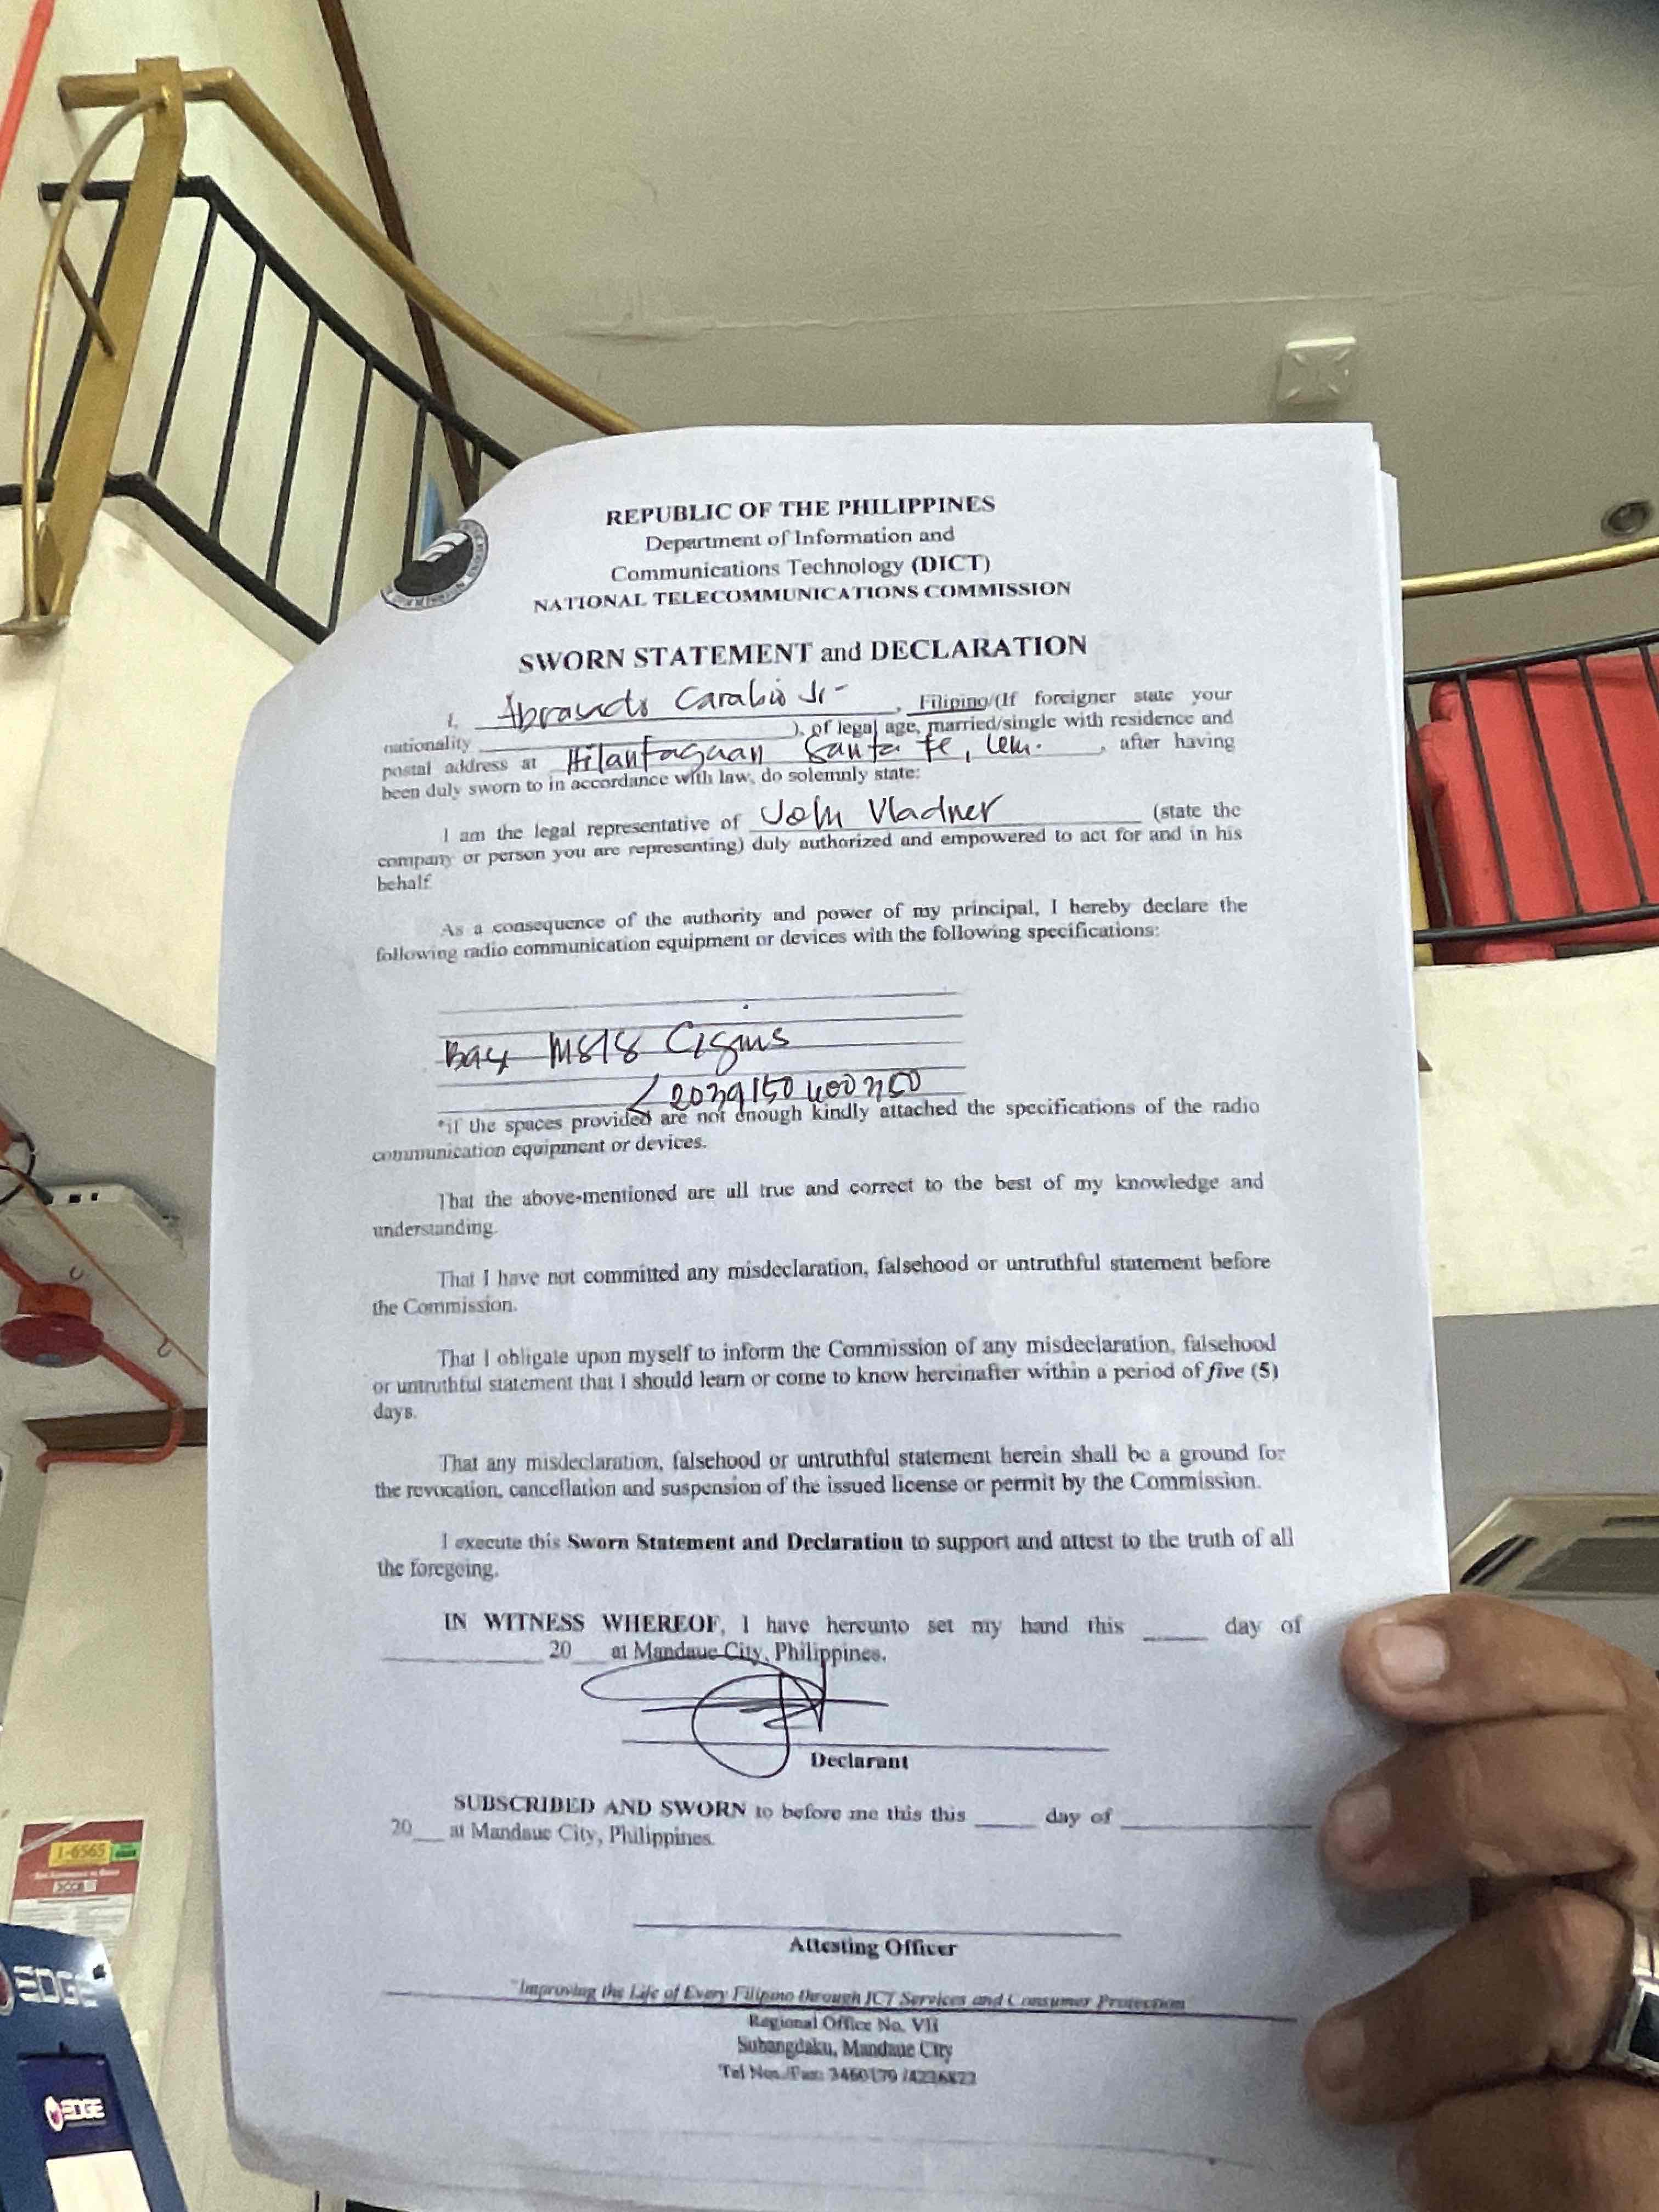 REPUBLIC OF THE PHILIPPINES
Department of Information and
Communications Technology (DICT)
NATIONAL TELECOMMUNICATIONS COMMISSION
SWORN STATEMENT and DECLARATION
I, Carabio Jr, Filipino/(If foreigner state your
nationality ____________), of legal age, married/single with residence and
postal address at Hilantagaan Santa Fe, , after having
been duly sworn to in accordance with law, do solemnly state:
I am the legal representative of John Vladner (state the
company or person you are representing) duly authorized and empowered to act for and in his
behalf.
As a consequence of the authority and power of my principal, I hereby declare the
following radio communication equipment or devices with the following specifications:
M818
*if the spaces provided are not enough kindly attached the specifications of the radio
communication equipment or devices.
That the above-mentioned are all true and correct to the best of my knowledge and
understanding.
That I have not committed any misdeclaration, falsehood or untruthful statement before
the Commission.
That I obligate upon myself to inform the Commission of any misdeclaration, falsehood
or untruthful statement that I should learn or come to know hereinafter within a period of five (5)
days.
That any misdeclaration, falsehood or untruthful statement herein shall be a ground for
the revocation, cancellation and suspension of the issued license or permit by the Commission.
I execute this Sworn Statement and Declaration to support and attest to the truth of all
the foregoing.
IN WITNESS WHEREOF, I have hereunto set my hand this _____ day of
____________ 20___ at Mandaue City, Philippines.
Declarant
SUBSCRIBED AND SWORN to before me this this _____ day of ____________
20___ at Mandaue City, Philippines.
Attesting Officer
"Improving the Life of Every Filipino through ICT Services and Consumer Protection"
Regional Office No. VII
Subangdaku, Mandaue City
Tel Nos./Fax: 3460179 /4226822
1-6565
EDGE
EDGE